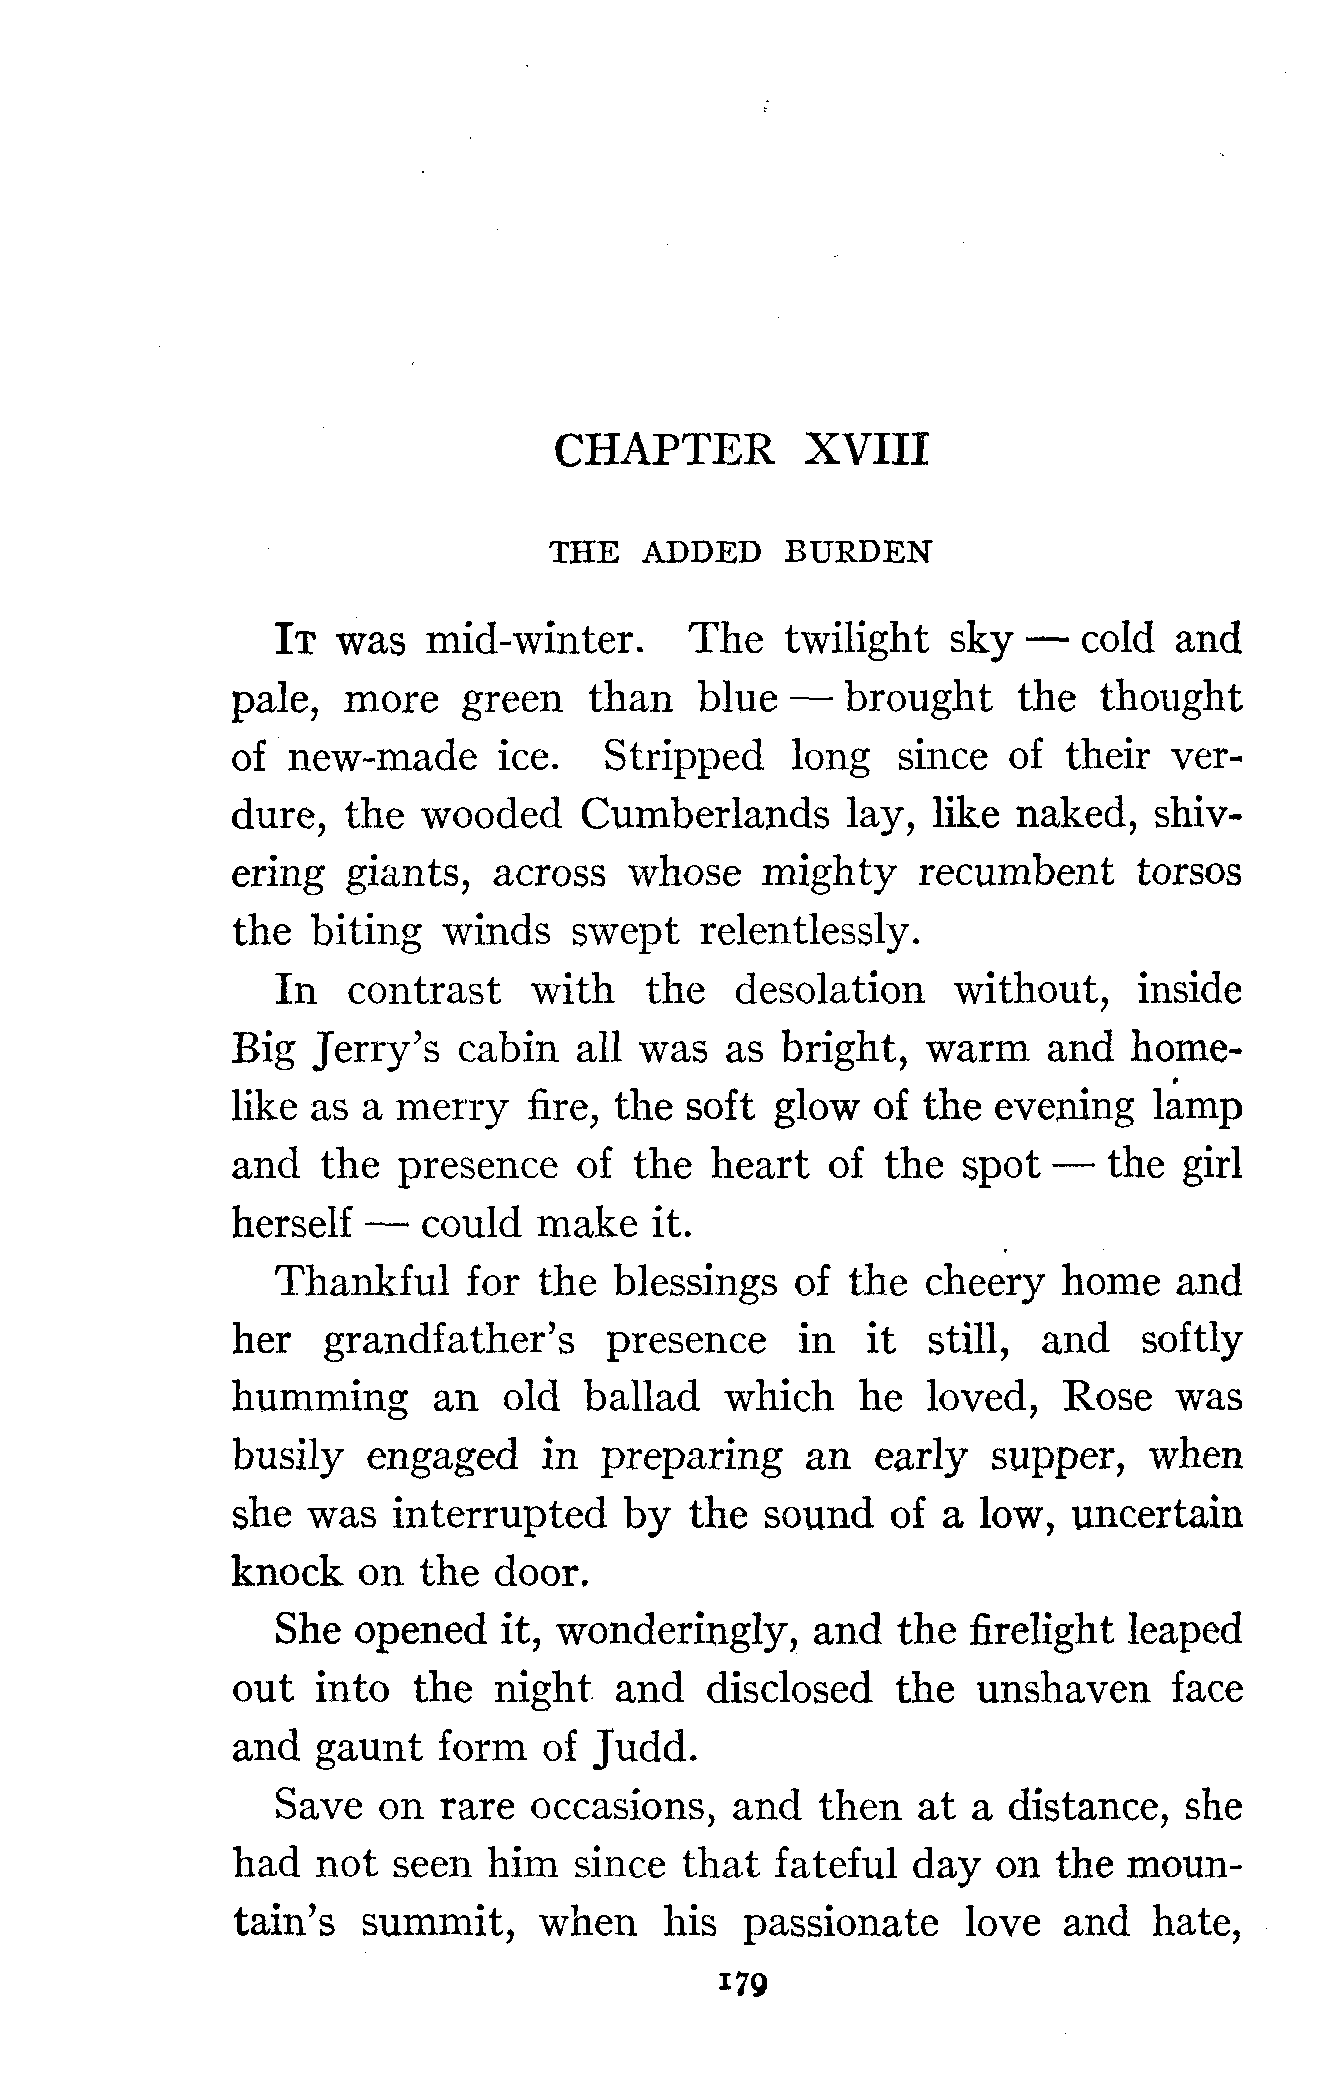 CHAPTER XVIII
THE ADDED BURDEN
It was mid-winter. The twilight sky — cold and
pale, more green than blue — brought the thought
of new-made ice. Stripped long since of their ver-
dure, the wooded Cumberlands lay, like naked, shiv-
ering giants, across whose mighty recumbent torsos
the biting winds swept relentlessly.
In contrast with the desolation without, inside
Big Jerry's cabin all was as bright, warm and home-
like as a merry fire, the soft glow of the evening lamp
and the presence of the heart of the spot — the girl
herself — could make it.
Thankful for the blessings of the cheery home and
her grandfather's presence in it still, and softly
humming an old ballad which he loved, Rose was
busily engaged in preparing an early supper, when
she was interrupted by the sound of a low, uncertain
knock on the door.
She opened it, wonderingly, and the firelight leaped
out into the night and disclosed the unshaven face
and gaunt form of Judd.
Save on rare occasions, and then at a distance, she
had not seen him since that fateful day on the moun-
tain's summit, when his passionate love and hate,
179